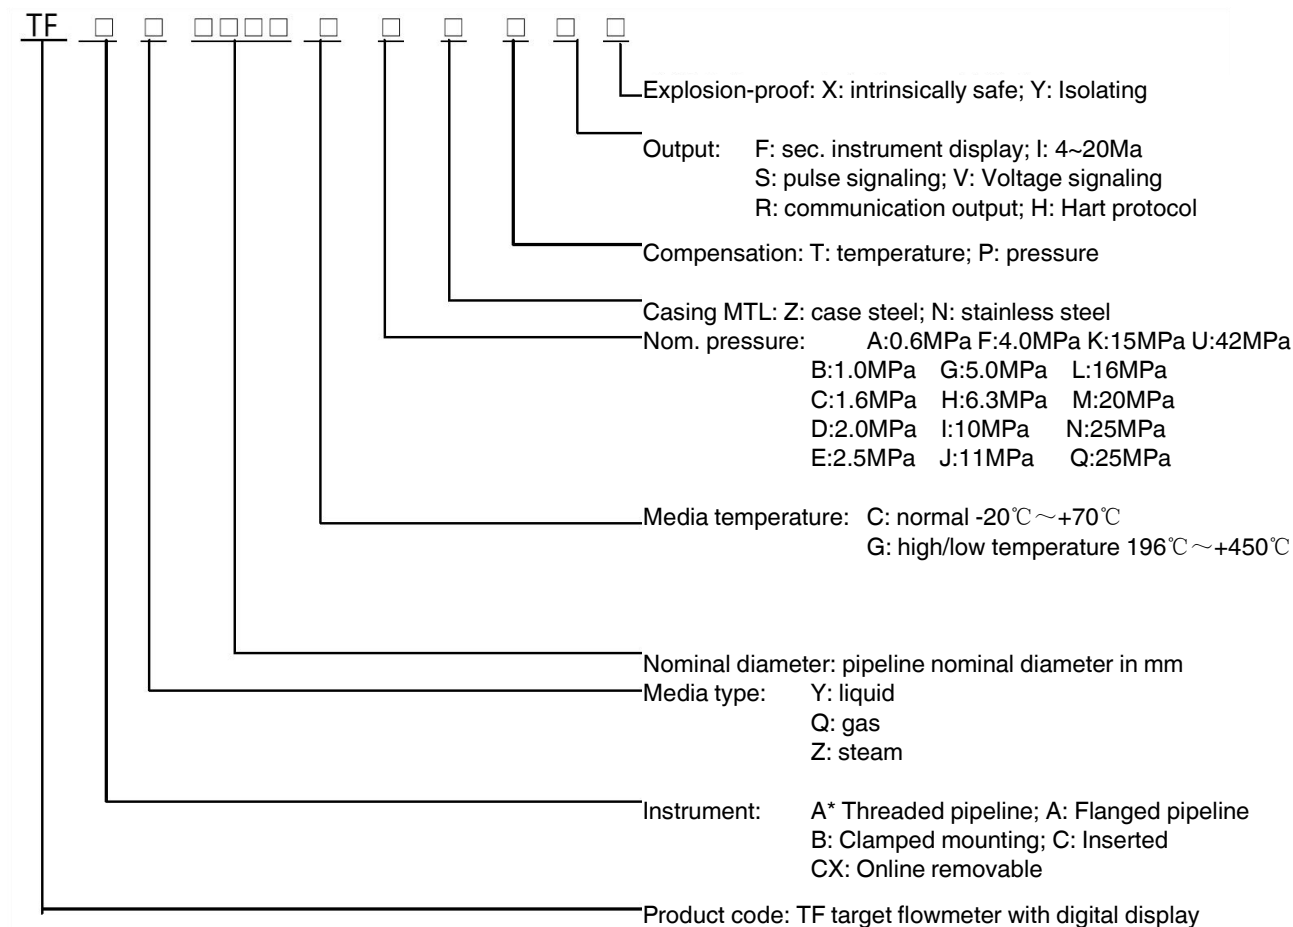 TF □ □ □□□□ □ □ □ □ □ □
Explosion-proof: X: intrinsically safe; Y: Isolating
Output: F: sec. instrument display; I: 4~20Ma
S: pulse signaling; V: Voltage signaling
R: communication output; H: Hart protocol
Compensation: T: temperature; P: pressure
Casing MTL: Z: case steel; N: stainless steel
Nom. pressure: A:0.6MPa F:4.0MPa K:15MPa U:42MPa
B:1.0MPa G:5.0MPa L:16MPa
C:1.6MPa H:6.3MPa M:20MPa
D:2.0MPa I:10MPa N:25MPa
E:2.5MPa J:11MPa Q:25MPa
Media temperature: C: normal -20℃～+70℃
G: high/low temperature 196℃～+450℃
Nominal diameter: pipeline nominal diameter in mm
Media type: Y: liquid
Q: gas
Z: steam
Instrument: A* Threaded pipeline; A: Flanged pipeline
B: Clamped mounting; C: Inserted
CX: Online removable
Product code: TF target flowmeter with digital display